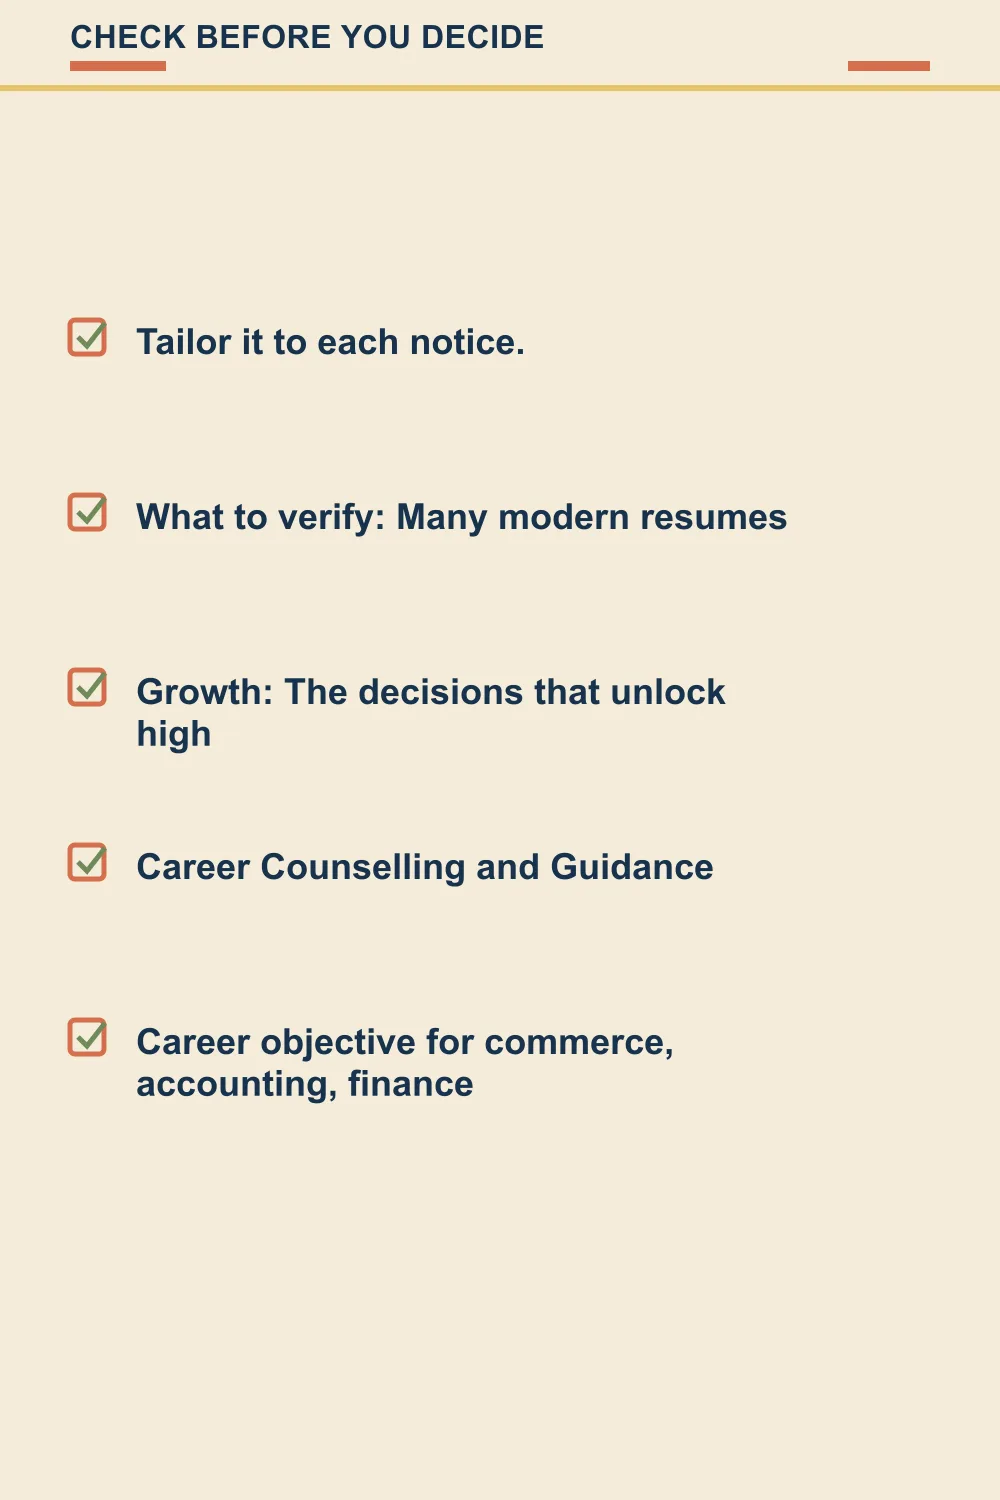 CHECK BEFORE YOU DECIDE
Tailor it to each notice.
What to verify: Many modern resumes
Growth: The decisions that unlock
high
Career Counselling and Guidance
Career objective for commerce,
accounting, finance